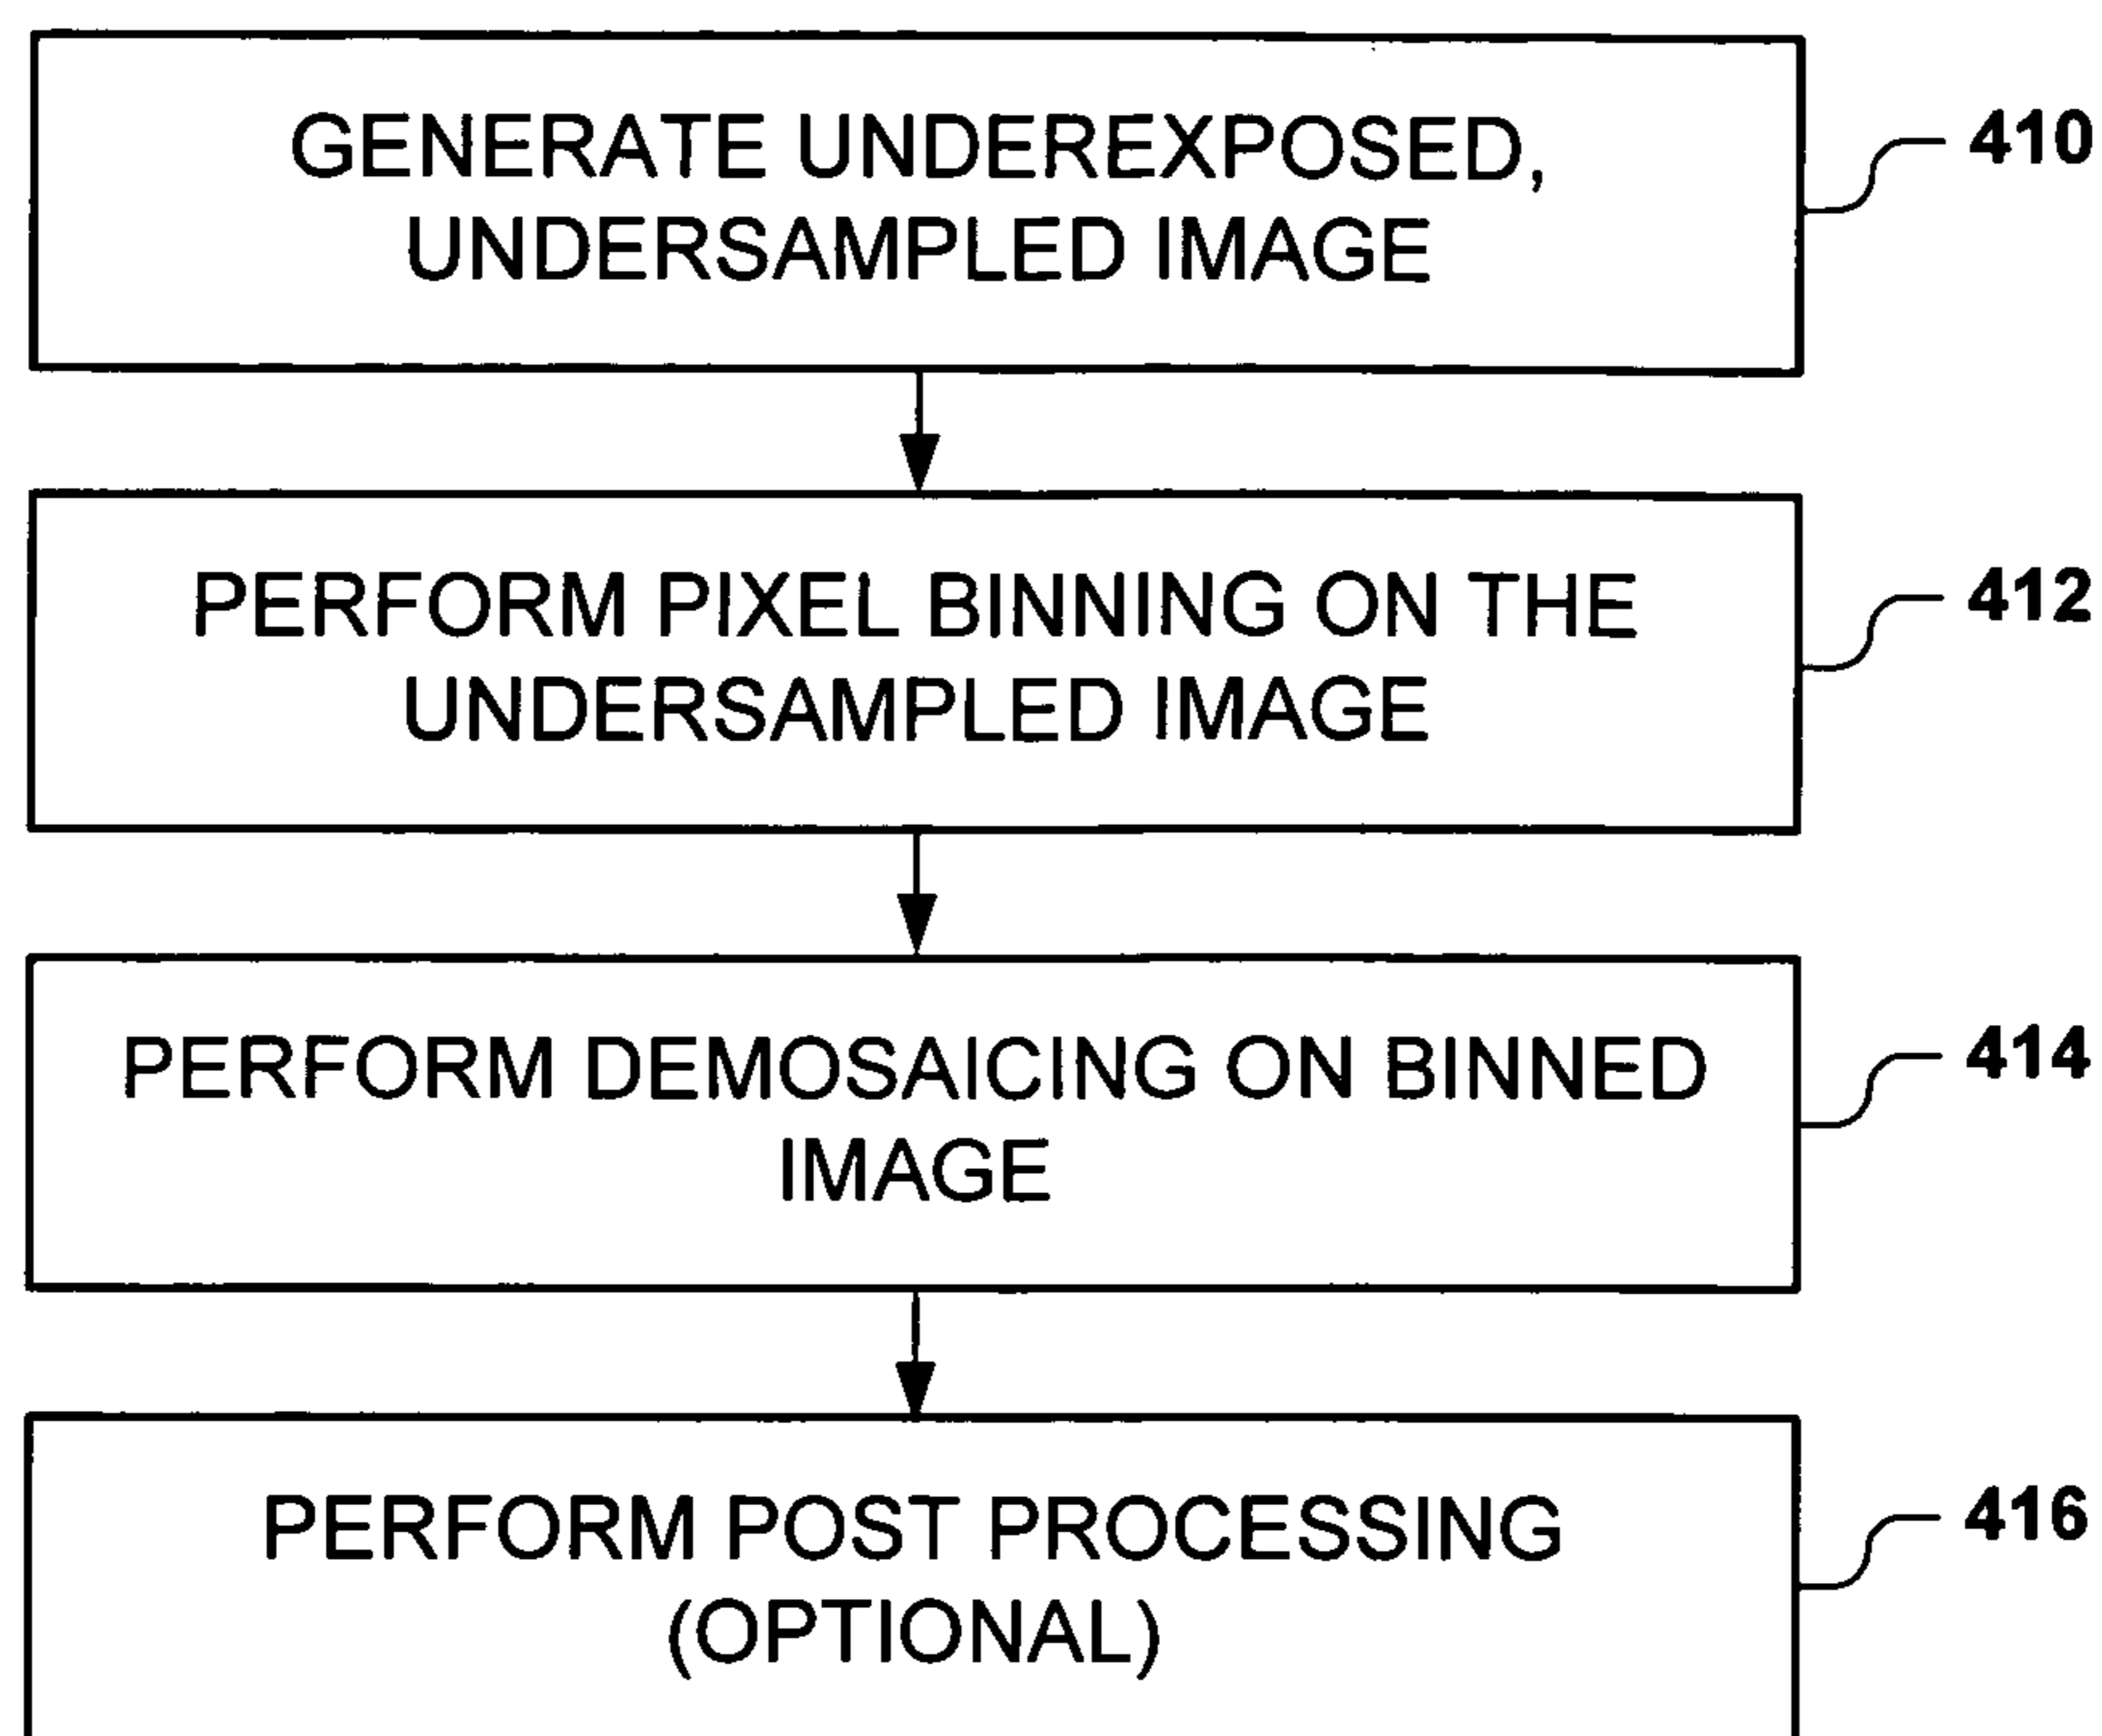 GENERATE UNDEREXPOSED,
UNDERSAMPLED IMAGE
410
PERFORM PIXEL BINNING ON THE
UNDERSAMPLED IMAGE
412
PERFORM DEMOSAICING ON BINNED
IMAGE
414
PERFORM POST PROCESSING
(OPTIONAL)
416